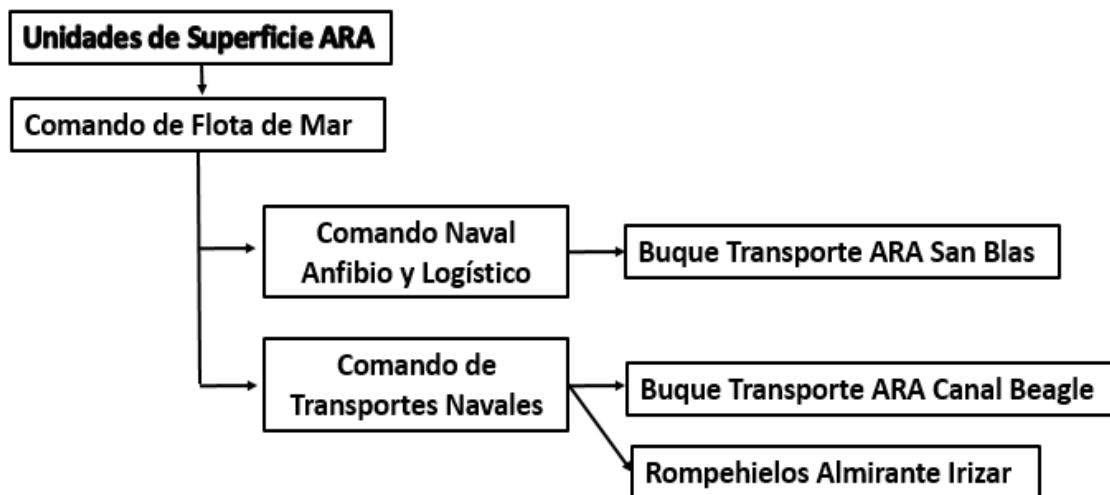 Unidades de Superficie ARA
Comando de Flota de Mar
Comando Naval
Anfibio y Logístico
Buque Transporte ARA San Blas
Comando de
Transportes Navales
Buque Transporte ARA Canal Beagle
Rompehielos Almirante Irizar